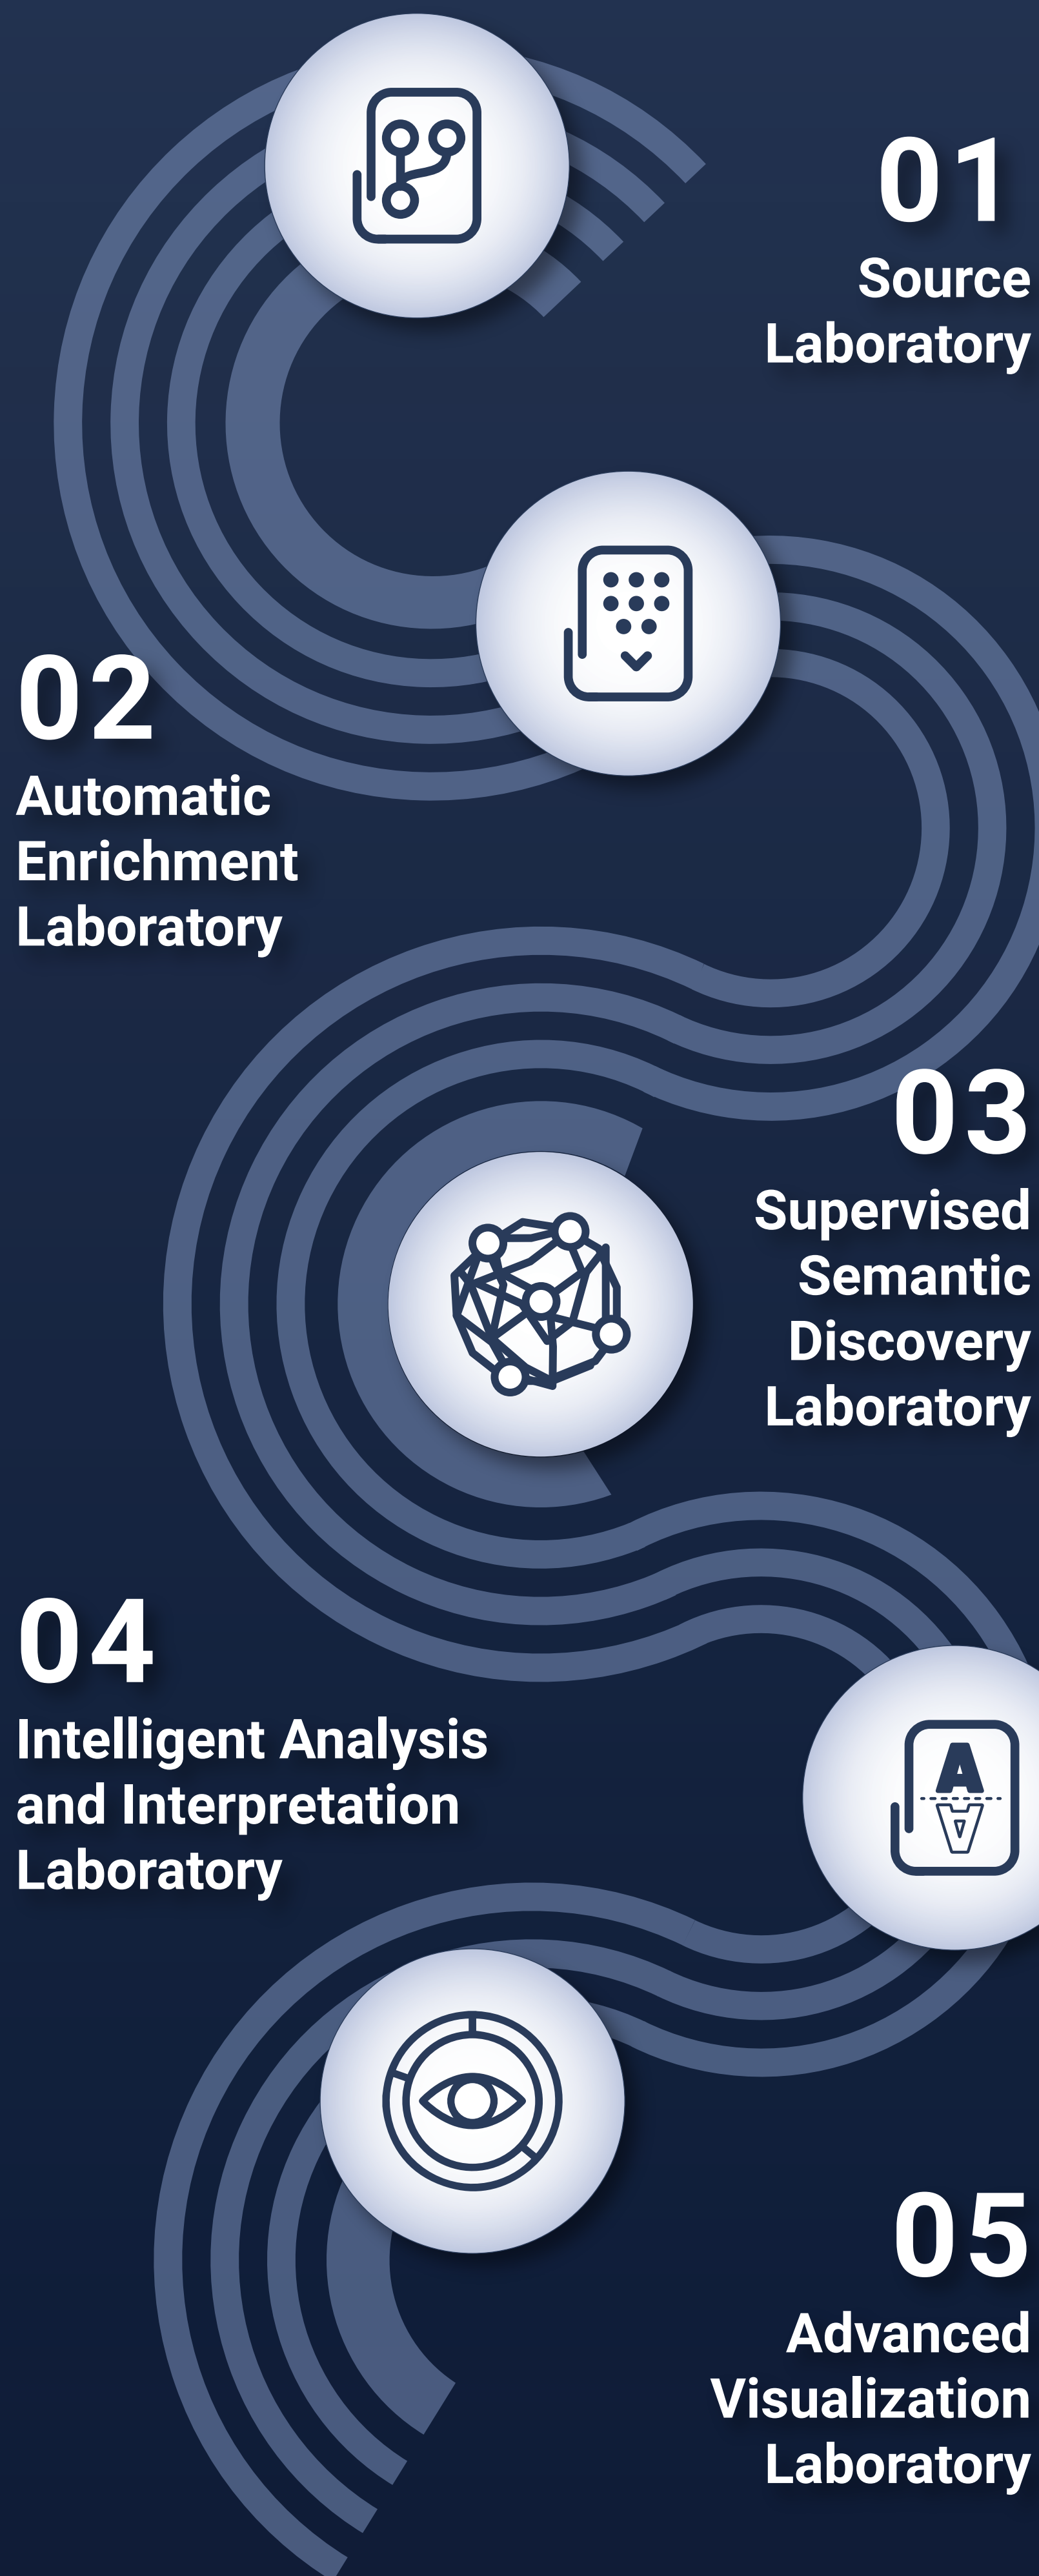 01
Source
Laboratory
02
Automatic
Enrichment
Laboratory
03
Supervised
Semantic
Discovery
Laboratory
04
Intelligent Analysis
and Interpretation
Laboratory
A
A
05
Advanced
Visualization
Laboratory